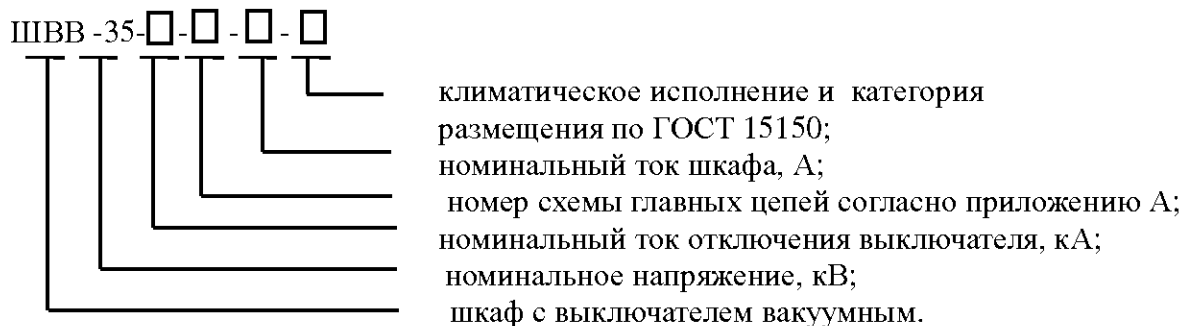 ШВВ -35-□-□ -□-□
климатическое исполнение и категория
размещения по ГОСТ 15150;
номинальный ток шкафа, А;
номер схемы главных цепей согласно приложению А;
номинальный ток отключения выключателя, кА;
номинальное напряжение, кВ;
шкаф с выключателем вакуумным.